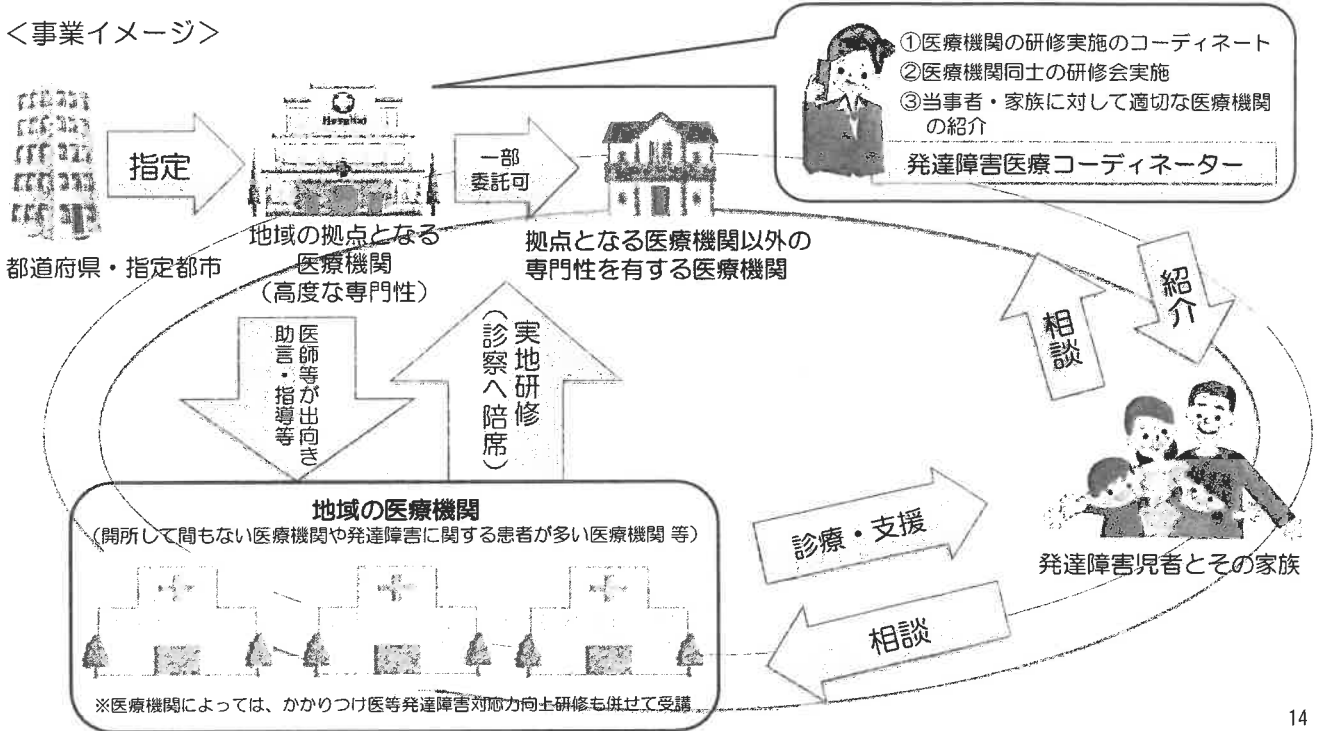 <事業イメージ>
①医療機関の研修実施のコーディネート
②医療機関同士の研修会実施
③当事者・家族に対して適切な医療機関
の紹介
発達障害医療コーディネーター
Hospital
指定
一部
委託可
都道府県・指定都市
地域の拠点となる
医療機関
(高度な専門性)
拠点となる医療機関以外の
専門性を有する医療機関
医師等が出向き
助言・指導等
実地研修
(診察へ陪席)
相談
紹介
地域の医療機関
(開所して間もない医療機関や発達障害に関する患者が多い医療機関 等)
※医療機関によっては、かかりつけ医等発達障害対応力向上研修も併せて受講
診療・支援
相談
発達障害児者とその家族
14